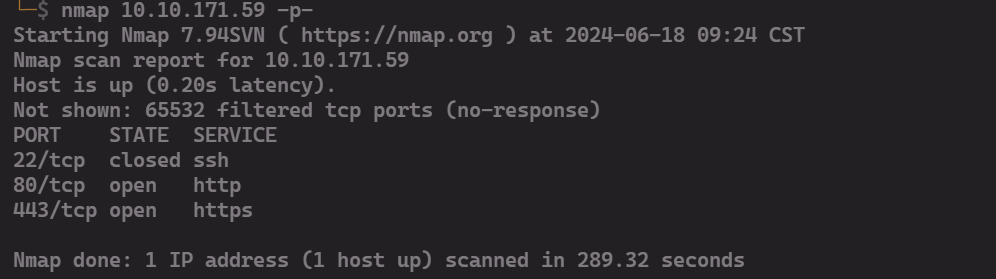 └─$ nmap 10.10.171.59 -p-
Starting Nmap 7.94SVN ( https://nmap.org ) at 2024-06-18 09:24 CST
Nmap scan report for 10.10.171.59
Host is up (0.20s latency).
Not shown: 65532 filtered tcp ports (no-response)
PORT    STATE  SERVICE
22/tcp  closed ssh
80/tcp  open   http
443/tcp open   https

Nmap done: 1 IP address (1 host up) scanned in 289.32 seconds